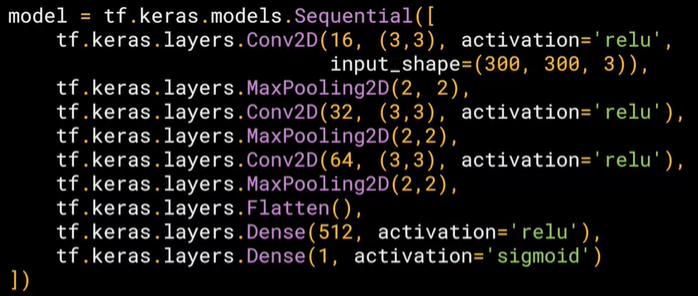 model = tf.keras.models.Sequential([
    tf.keras.layers.Conv2D(16, (3,3), activation='relu',
                           input_shape=(300, 300, 3)),
    tf.keras.layers.MaxPooling2D(2, 2),
    tf.keras.layers.Conv2D(32, (3,3), activation='relu'),
    tf.keras.layers.MaxPooling2D(2,2),
    tf.keras.layers.Conv2D(64, (3,3), activation='relu'),
    tf.keras.layers.MaxPooling2D(2,2),
    tf.keras.layers.Flatten(),
    tf.keras.layers.Dense(512, activation='relu'),
    tf.keras.layers.Dense(1, activation='sigmoid')
])